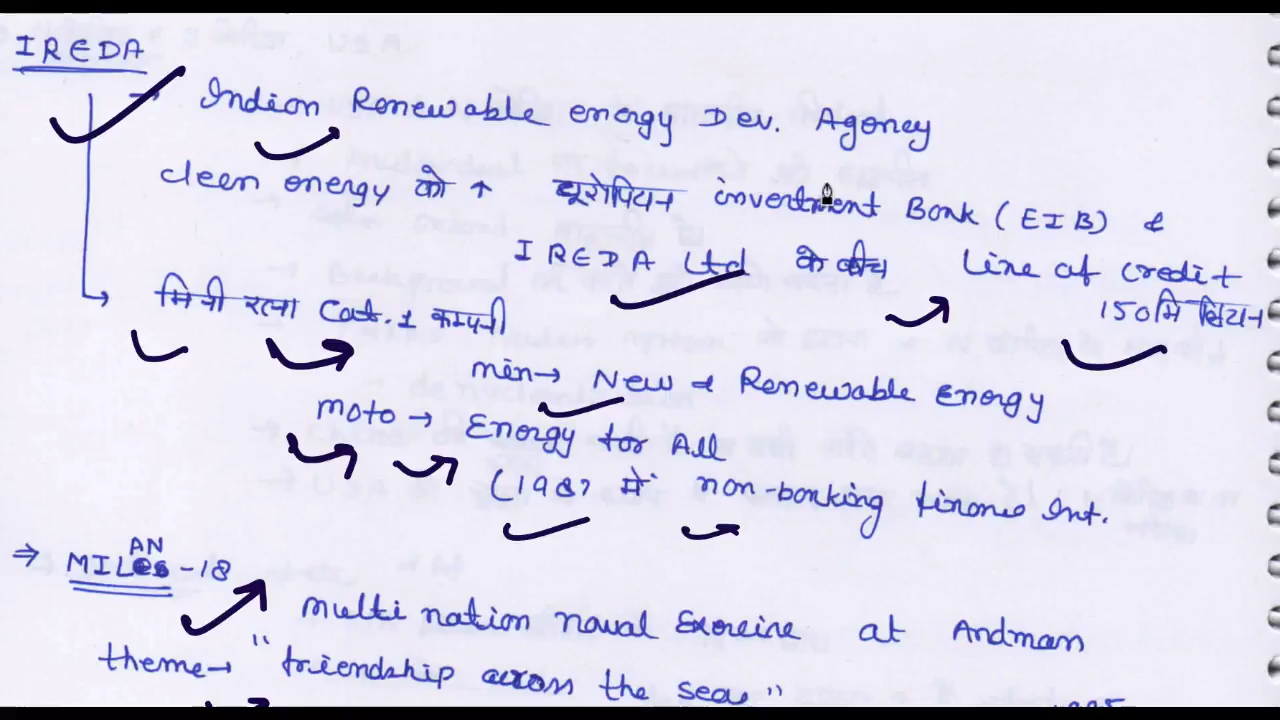 IREDA
→ Indian Renewable energy Dev. Agency
clean energy को ↑ यूरोपियन investment Bank (EIB) &
IREDA Ltd के बीच Line of credit
150 मि
→ मिनी रत्ना Cat. 1 कम्पनी
min → New & Renewable Energy
moto → Energy for All
(1987 में non-banking finance Int.
⇒ MILAN-18
Multi nation naval Exercise at Andman
theme → "friendship across the sea"